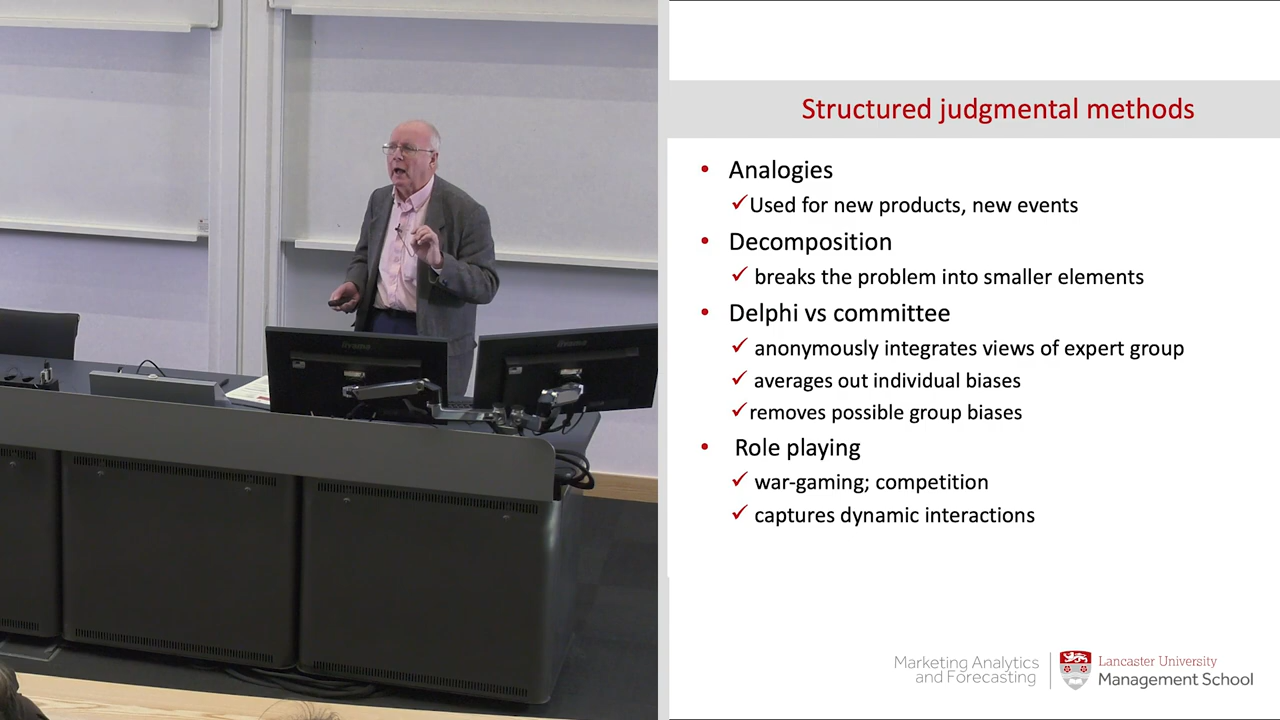 Structured judgmental methods
• Analogies
✓Used for new products, new events
• Decomposition
✓ breaks the problem into smaller elements
• Delphi vs committee
✓ anonymously integrates views of expert group
✓ averages out individual biases
✓removes possible group biases
• Role playing
✓ war-gaming; competition
✓ captures dynamic interactions
Marketing Analytics
and Forecasting
Lancaster University
Management School